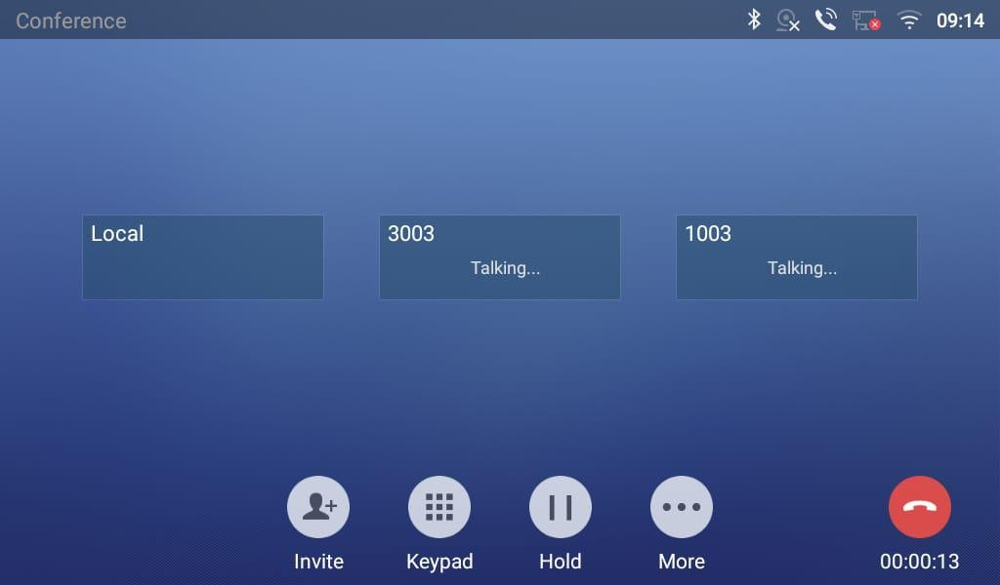 Conference
09:14
Local
3003
Talking...
1003
Talking...
Invite
Keypad
Hold
More
00:00:13